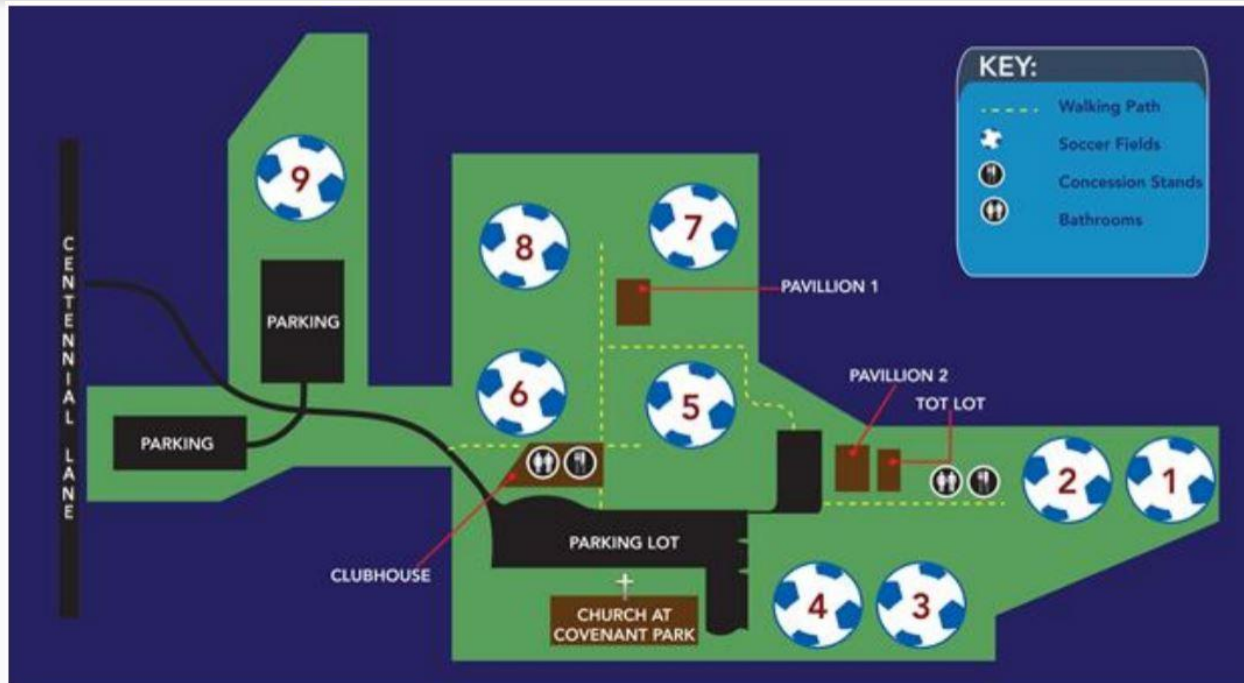 KEY:
Walking Path
Soccer Fields
Concession Stands
Bathrooms
9
8
7
PAVILLION 1
CENTENNIAL LANE
PARKING
6
5
PAVILLION 2
TOT LOT
PARKING
2
1
PARKING LOT
CLUBHOUSE
4
3
CHURCH AT
COVENANT PARK